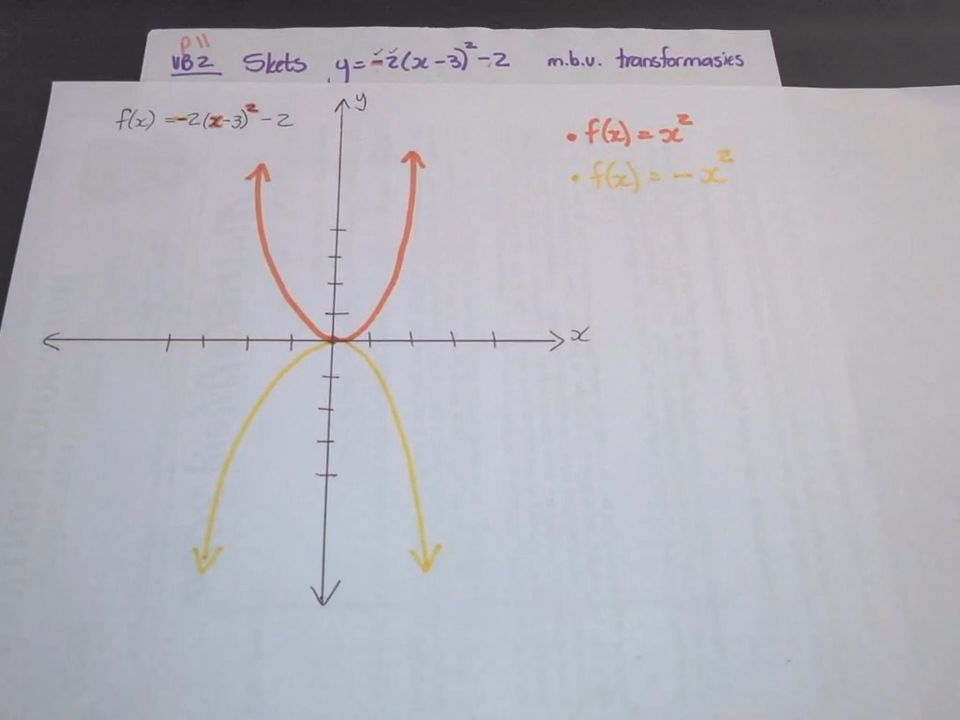 P11
VB2 Skets y=-2(x-3)²-2 m.b.v. transformasies
f(x)=-2(x-3)²-2
y
• f(x)=x²
• f(x)=-x²
x